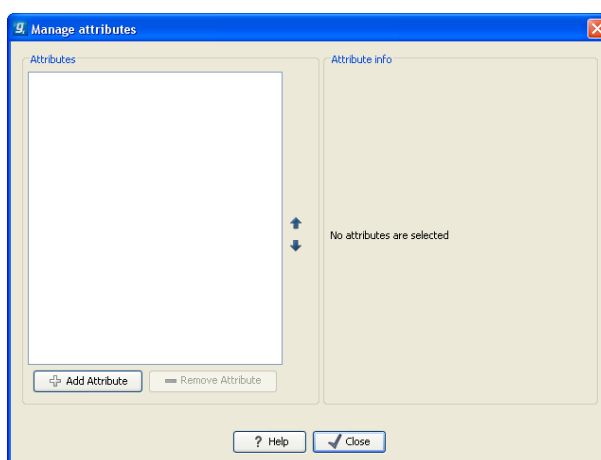 Manage attributes
Attributes
Attribute info
No attributes are selected
Add Attribute
Remove Attribute
? Help
Close